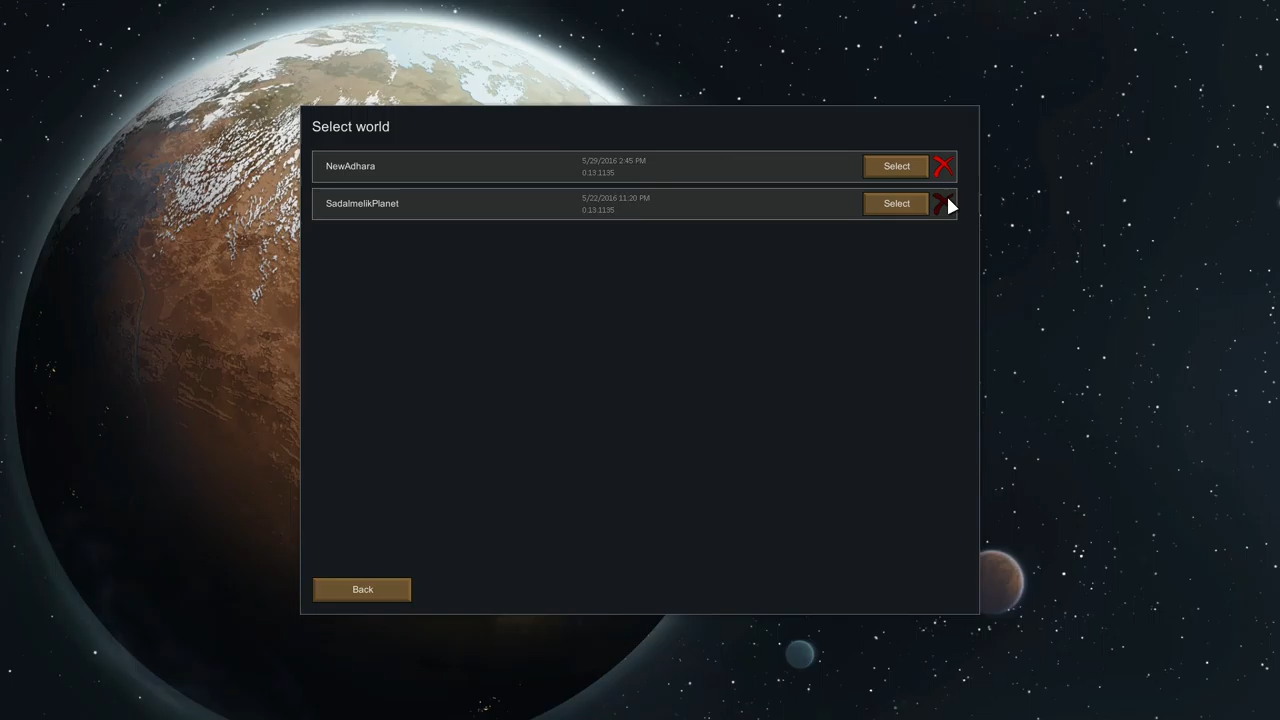 Select world
NewAdhara
5/29/2016 2:45 PM
0.13.1135
Select
SadalmelikPlanet
5/22/2016 11:20 PM
0.13.1135
Select
Back